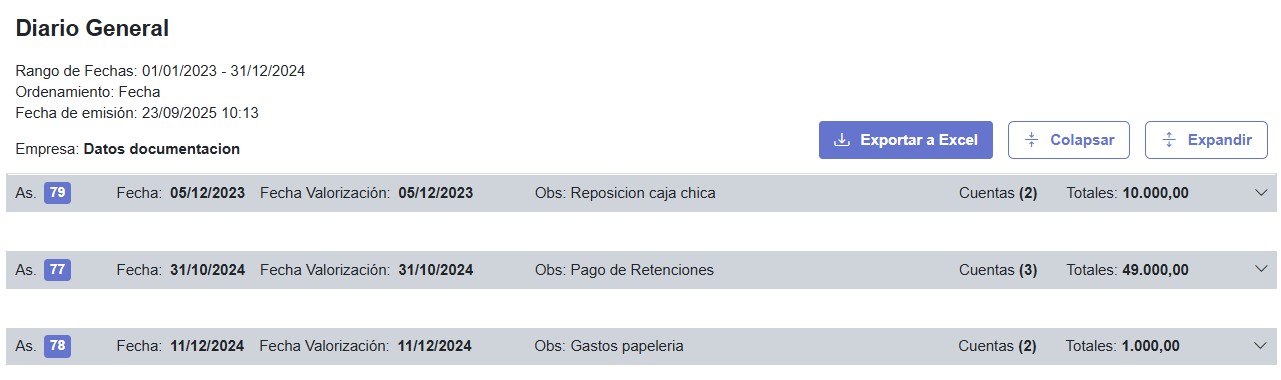 Diario General
Rango de Fechas: 01/01/2023 - 31/12/2024
Ordenamiento: Fecha
Fecha de emisión: 23/09/2025 10:13
Empresa: Datos documentacion
Exportar a Excel Colapsar Expandir
As. 79 Fecha: 05/12/2023 Fecha Valorización: 05/12/2023 Obs: Reposicion caja chica Cuentas (2) Totales: 10.000,00
As. 77 Fecha: 31/10/2024 Fecha Valorización: 31/10/2024 Obs: Pago de Retenciones Cuentas (3) Totales: 49.000,00
As. 78 Fecha: 11/12/2024 Fecha Valorización: 11/12/2024 Obs: Gastos papeleria Cuentas (2) Totales: 1.000,00